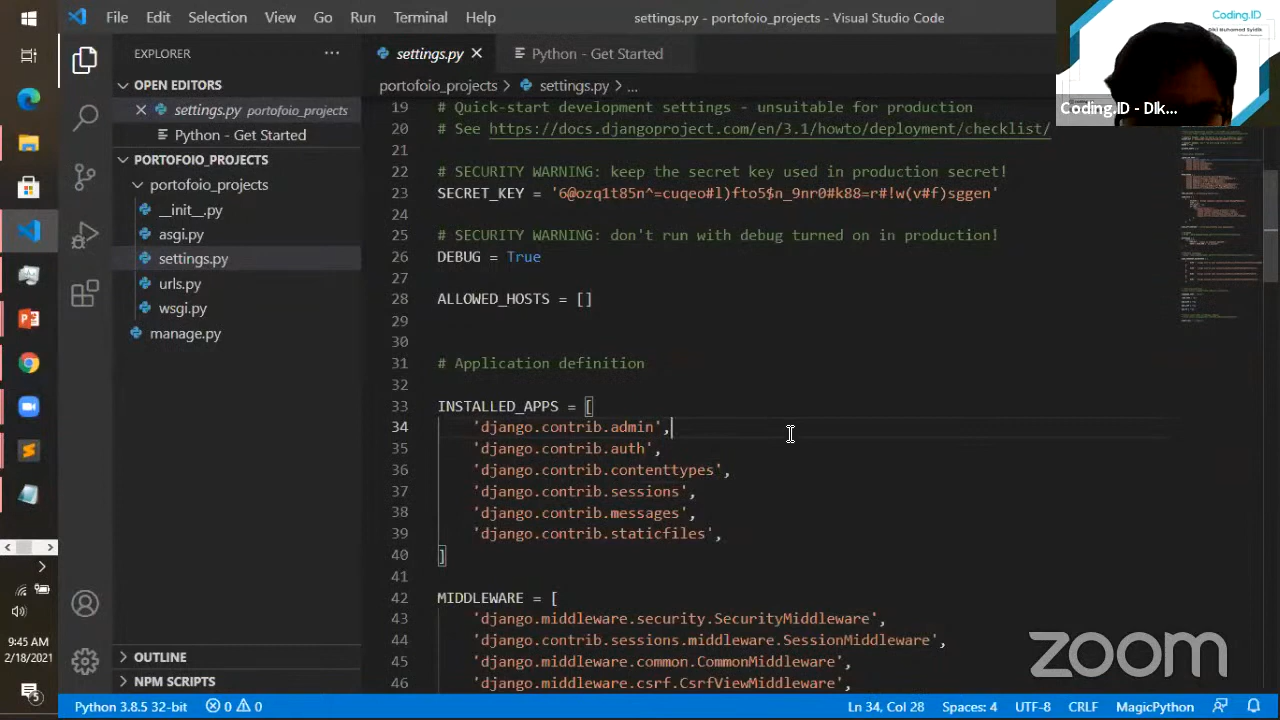 File Edit Selection View Go Run Terminal Help
settings.py - portofoio_projects - Visual Studio Code
Coding.ID
Diki Muhamad Syidik
Coding.ID - Dik...
EXPLORER ...
OPEN EDITORS
settings.py portofoio_projects
Python - Get Started
PORTOFOIO_PROJECTS
portofoio_projects
__init__.py
asgi.py
settings.py
urls.py
wsgi.py
manage.py
OUTLINE
NPM SCRIPTS
settings.py
Python - Get Started
portofoio_projects > settings.py > ...
19 # Quick-start development settings - unsuitable for production
20 # See https://docs.djangoproject.com/en/3.1/howto/deployment/checklist/
21
22 # SECURITY WARNING: keep the secret key used in production secret!
23 SECRET_KEY = '6@ozq1t85n^=cuqeo#l)fto5$n_9nr0#k88=r#!w(v#fjsggen'
24
25 # SECURITY WARNING: don't run with debug turned on in production!
26 DEBUG = True
27
28 ALLOWED_HOSTS = []
29
30
31 # Application definition
32
33 INSTALLED_APPS = [
34 'django.contrib.admin',
35 'django.contrib.auth',
36 'django.contrib.contenttypes',
37 'django.contrib.sessions',
38 'django.contrib.messages',
39 'django.contrib.staticfiles',
40 ]
41
42 MIDDLEWARE = [
43 'django.middleware.security.SecurityMiddleware',
44 'django.contrib.sessions.middleware.SessionMiddleware',
45 'django.middleware.common.CommonMiddleware',
46 'django.middleware.csrf.CsrfViewMiddleware',
zoom
9:45 AM
2/18/2021
5
Python 3.8.5 32-bit 0 0 Ln 34, Col 28 Spaces: 4 UTF-8 CRLF MagicPython